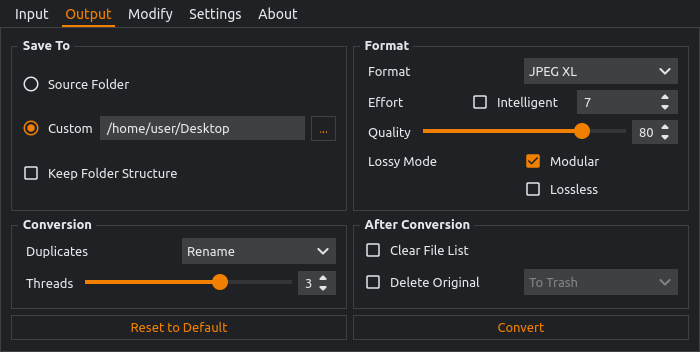 Input Output Modify Settings About
Save To
Source Folder
Custom /home/user/Desktop ...
Keep Folder Structure
Format
Format JPEG XL
Effort Intelligent 7
Quality 80
Lossy Mode Modular
Lossless
Conversion
Duplicates Rename
Threads 3
After Conversion
Clear File List
Delete Original To Trash
Reset to Default
Convert